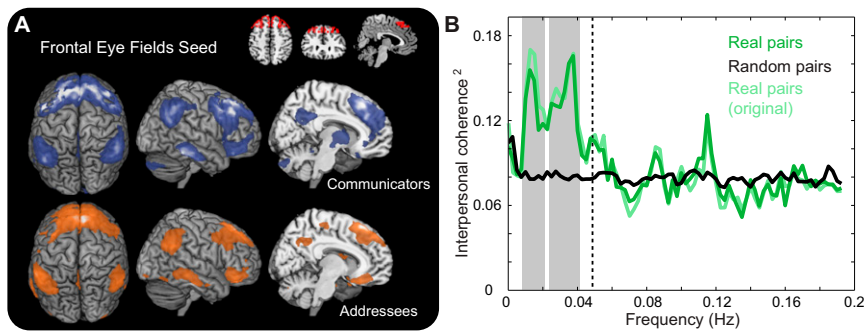 A
Frontal Eye Fields Seed
Communicators
Addressees
B
Interpersonal coherence 2
0.18
0.12
0.06
0
Real pairs
Random pairs
Real pairs
(original)
0 0.04 0.08 0.12 0.16 0.2
Frequency (Hz)